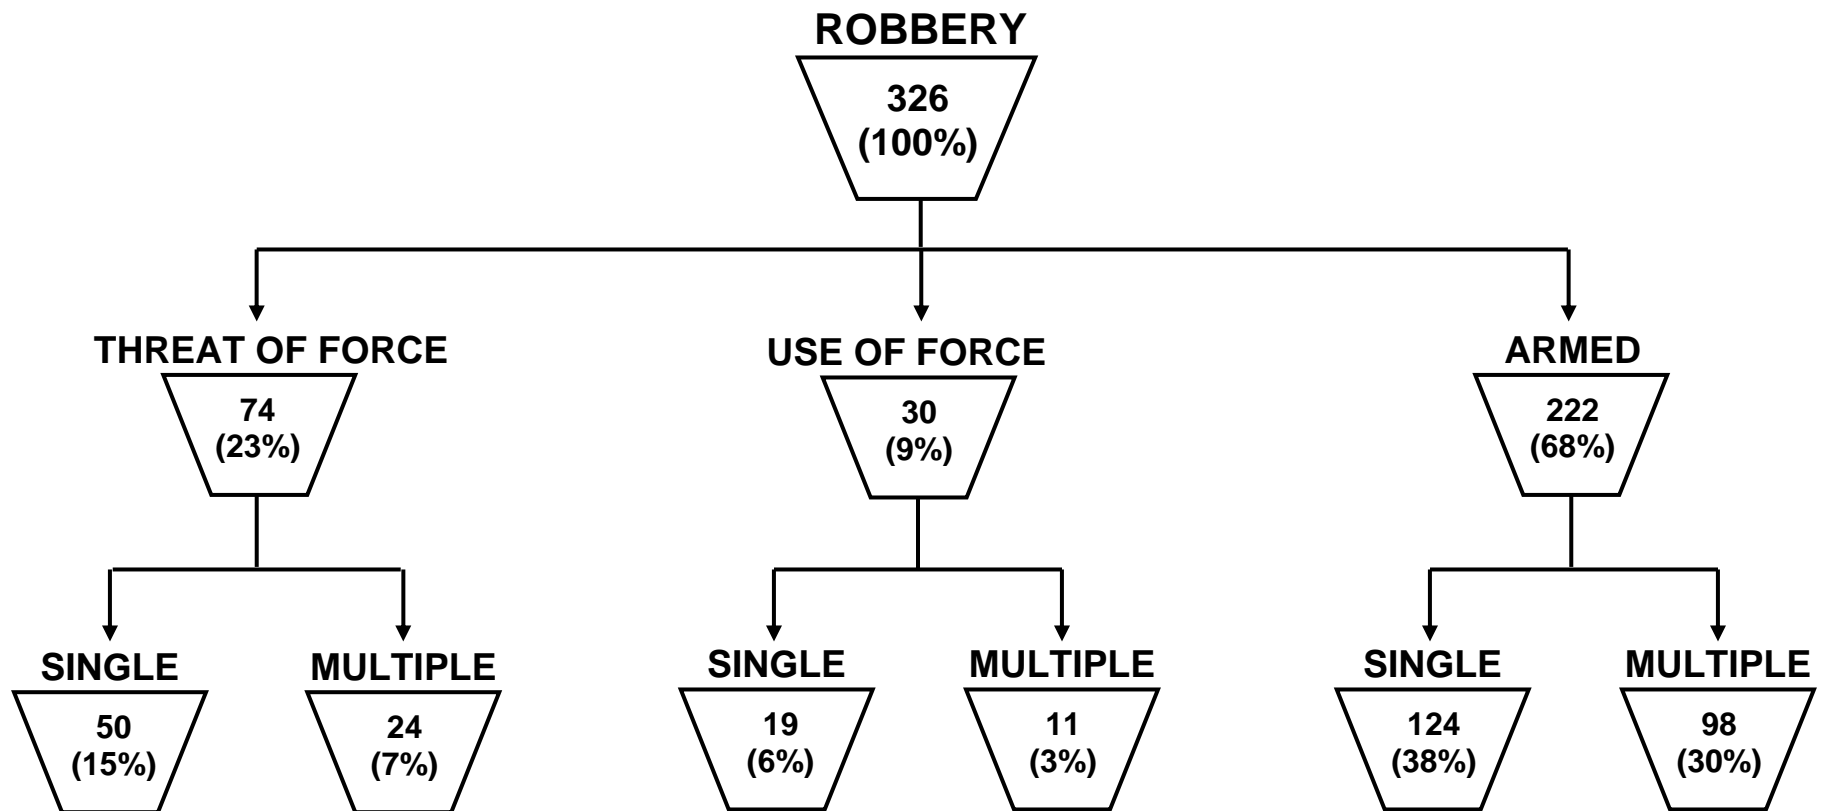 ROBBERY
326
(100%)
THREAT OF FORCE
74
(23%)
USE OF FORCE
30
(9%)
ARMED
222
(68%)
SINGLE
50
(15%)
MULTIPLE
24
(7%)
SINGLE
19
(6%)
MULTIPLE
11
(3%)
SINGLE
124
(38%)
MULTIPLE
98
(30%)